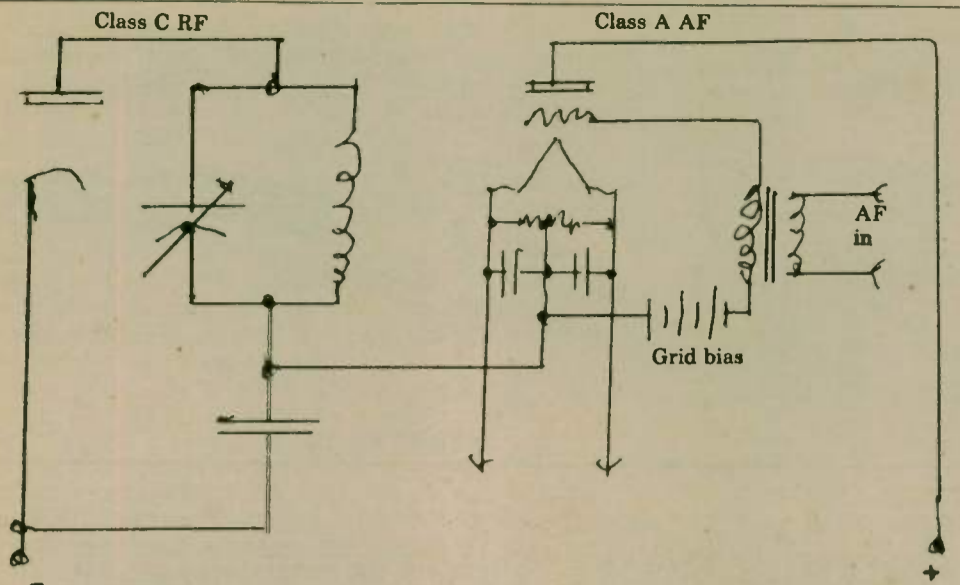 Class C RF
Class A AF
AF
in
Grid bias
-
+